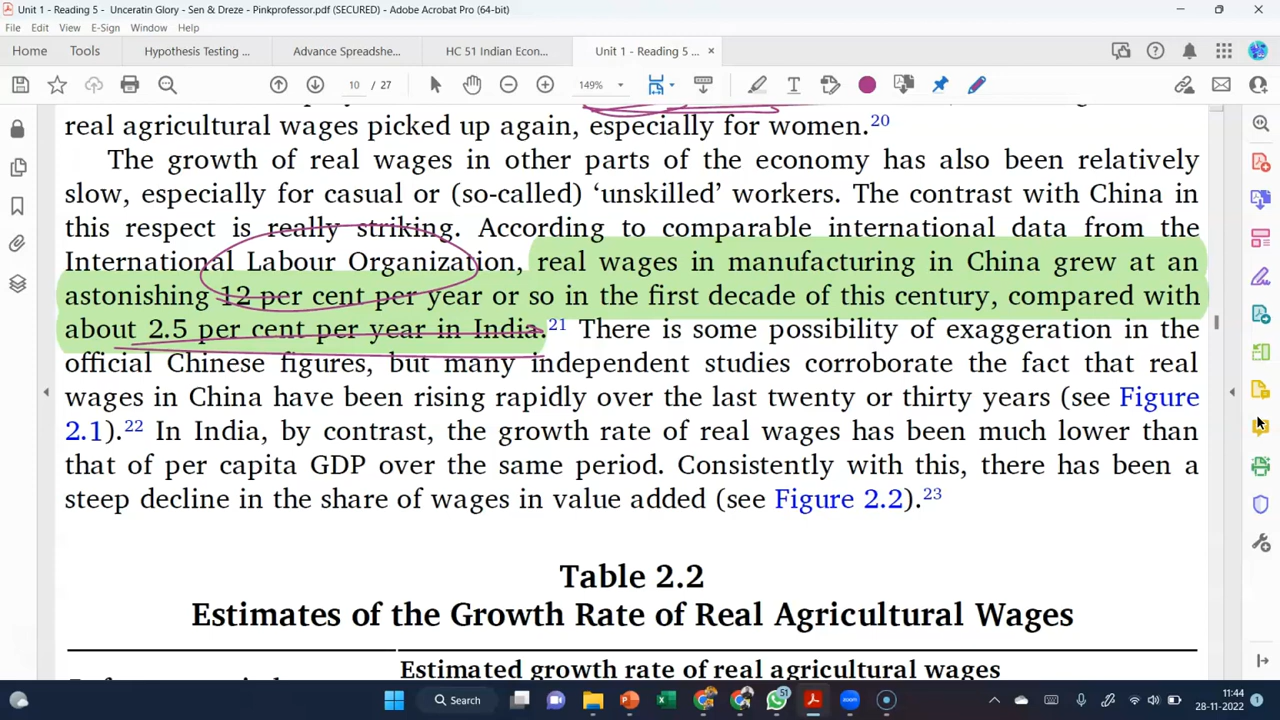 Unit 1 - Reading 5 - Unceratin Glory - Sen & Dreze - Pinkprofessor.pdf (SECURED) - Adobe Acrobat Pro (64-bit)
File Edit View E-Sign Window Help
Home Tools Hypothesis Testing ... Advance Spreadshe... HC 51 Indian Econ... Unit 1 - Reading 5 ... ×
10 / 27 149%
real agricultural wages picked up again, especially for women.20
The growth of real wages in other parts of the economy has also been relatively
slow, especially for casual or (so-called) ‘unskilled’ workers. The contrast with China in
this respect is really striking. According to comparable international data from the
International Labour Organization, real wages in manufacturing in China grew at an
astonishing 12 per cent per year or so in the first decade of this century, compared with
about 2.5 per cent per year in India.21 There is some possibility of exaggeration in the
official Chinese figures, but many independent studies corroborate the fact that real
wages in China have been rising rapidly over the last twenty or thirty years (see Figure
2.1).22 In India, by contrast, the growth rate of real wages has been much lower than
that of per capita GDP over the same period. Consistently with this, there has been a
steep decline in the share of wages in value added (see Figure 2.2).23
Table 2.2
Estimates of the Growth Rate of Real Agricultural Wages
Estimated growth rate of real agricultural wages
Search
51
11:44
28-11-2022